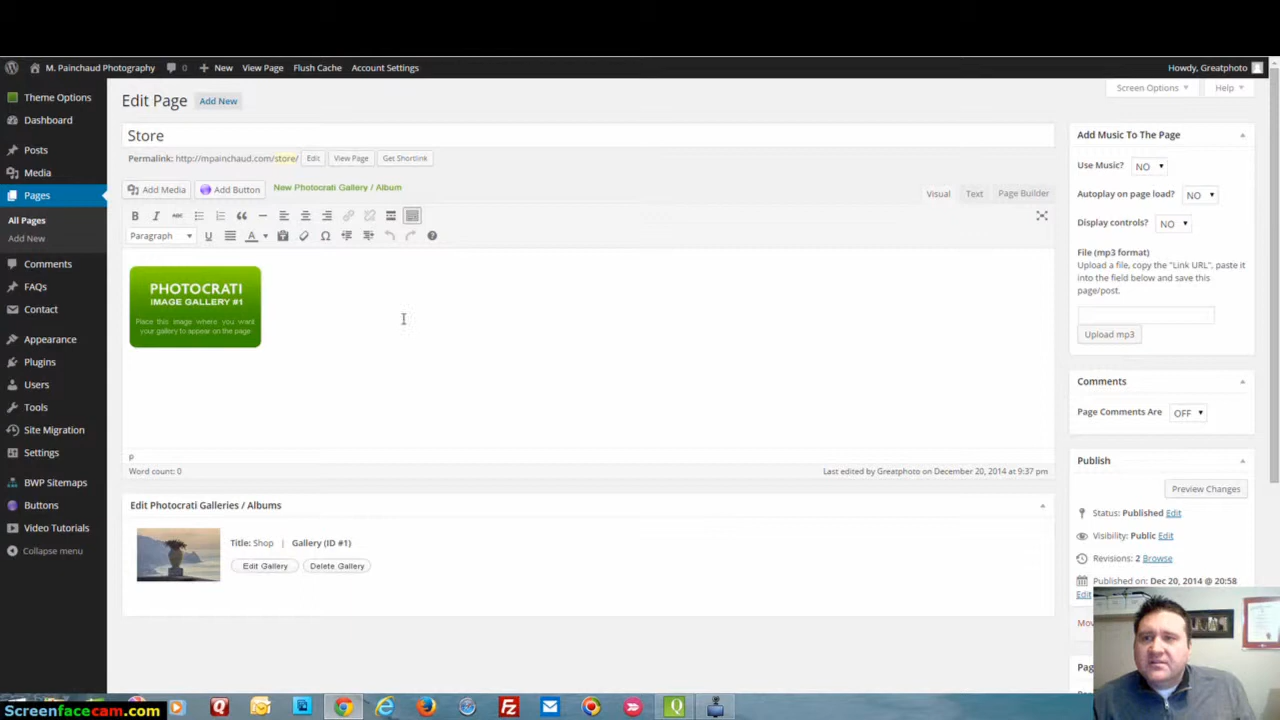 M. Painchaud Photography 0 New View Page Flush Cache Account Settings Howdy, Greatphoto
Screen Options Help
Theme Options
Dashboard
Posts
Media
Pages
All Pages
Add New
Comments
FAQs
Contact
Appearance
Plugins
Users
Tools
Site Migration
Settings
BWP Sitemaps
Buttons
Video Tutorials
Collapse menu
Edit Page Add New
Store
Permalink: http://mpainchaud.com/store/ Edit View Page Get Shortlink
Add Media Add Button New Photocrati Gallery / Album Visual Text Page Builder
B I ABC
Paragraph U A
PHOTOCRATI
IMAGE GALLERY #1
Place this image where you want
your gallery to appear on the page
P
Word count: 0 Last edited by Greatphoto on December 20, 2014 at 9:37 pm
Edit Photocrati Galleries / Albums
Title: Shop | Gallery (ID #1)
Edit Gallery Delete Gallery
Add Music To The Page
Use Music? NO
Autoplay on page load? NO
Display controls? NO
File (mp3 format)
Upload a file, copy the "Link URL", paste it
into the field below and save this
page/post.
Upload mp3
Comments
Page Comments Are OFF
Publish
Preview Changes
Status: Published Edit
Visibility: Public Edit
Revisions: 2 Browse
Published on: Dec 20, 2014 @ 20:58
Edit
Mov
Pag
Screenfacecam.com